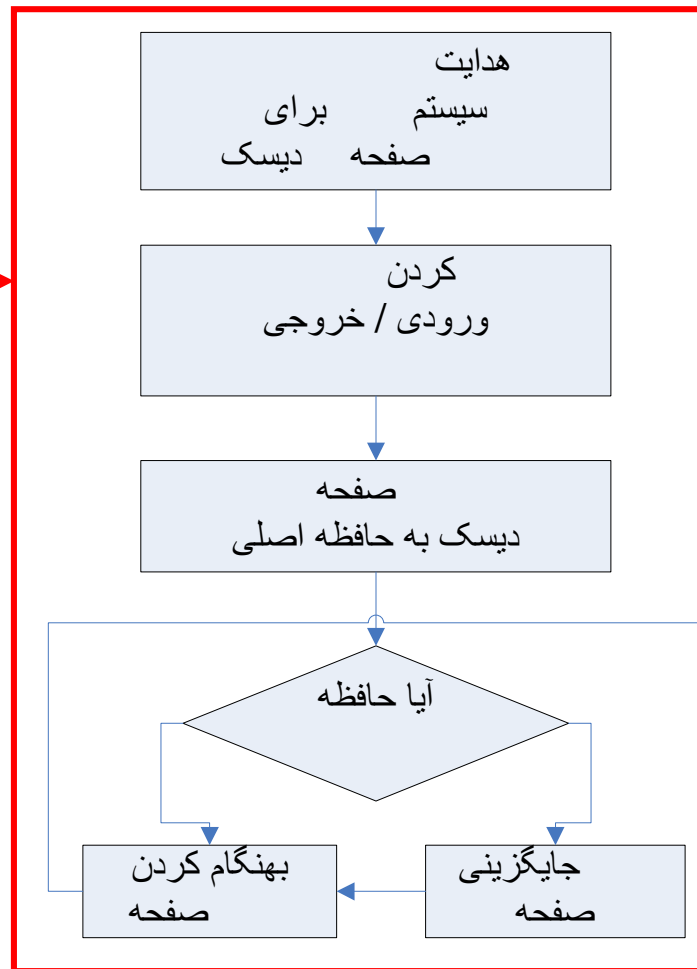 هدایت
سیستم برای
صفحه دیسک
کردن
ورودی / خروجی
صفحه
دیسک به حافظه اصلی
آیا حافظه
جایگزینی
صفحه
بهنگام کردن
صفحه